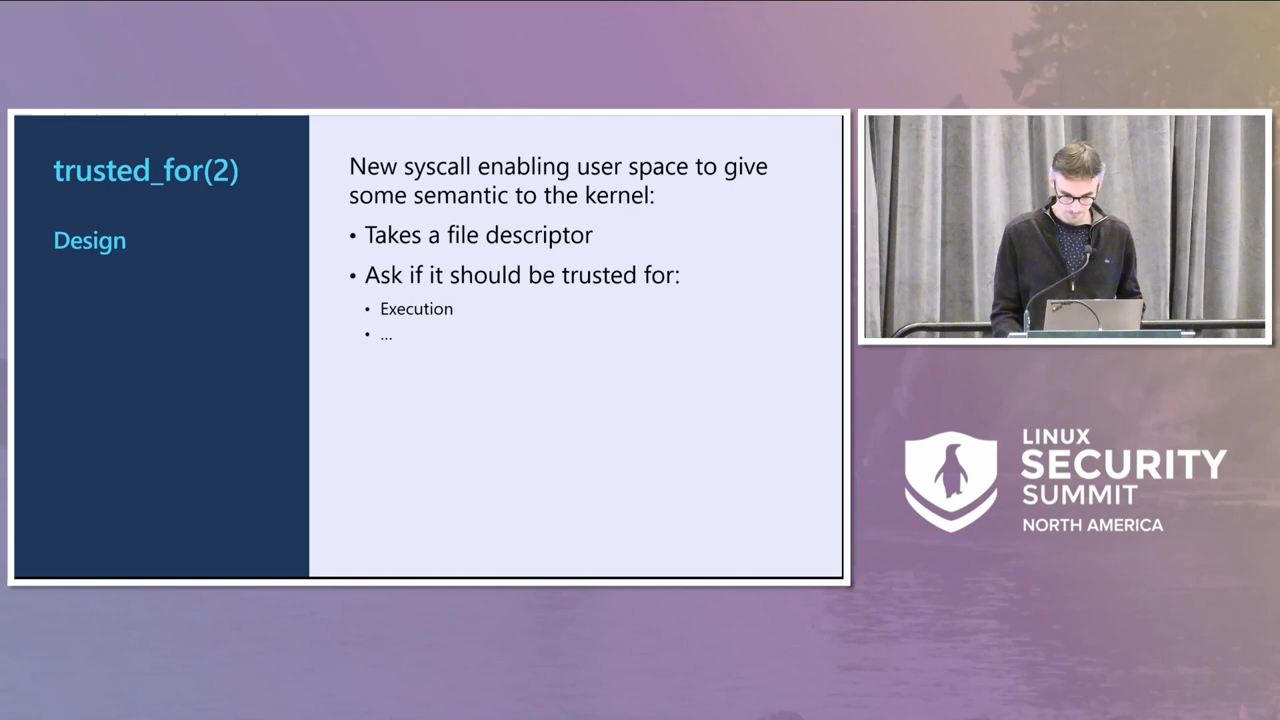 trusted_for(2)
Design
New syscall enabling user space to give
some semantic to the kernel:
• Takes a file descriptor
• Ask if it should be trusted for:
• Execution
• ...
LINUX
SECURITY
SUMMIT
NORTH AMERICA